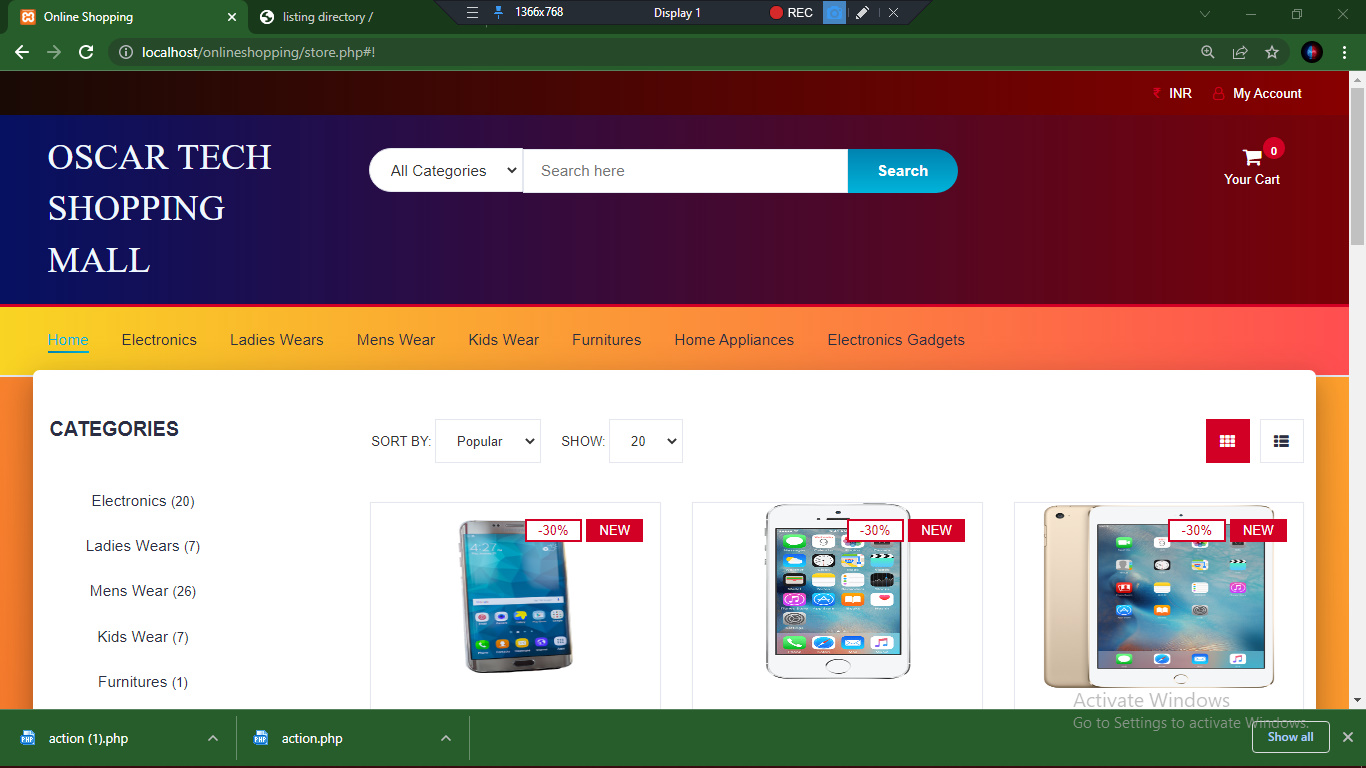 Online Shopping
listing directory /
1366x768
Display 1
REC
localhost/onlineshopping/store.php#!
₹ INR
My Account
OSCAR TECH
SHOPPING
MALL
All Categories
Search here
Search
0
Your Cart
Home
Electronics
Ladies Wears
Mens Wear
Kids Wear
Furnitures
Home Appliances
Electronics Gadgets
CATEGORIES
SORT BY: Popular
SHOW: 20
Electronics (20)
Ladies Wears (7)
Mens Wear (26)
Kids Wear (7)
Furnitures (1)
-30% NEW
4:27
-30% NEW
-30% NEW
Activate Windows
Go to Settings to activate Windows.
action (1).php
action.php
Show all